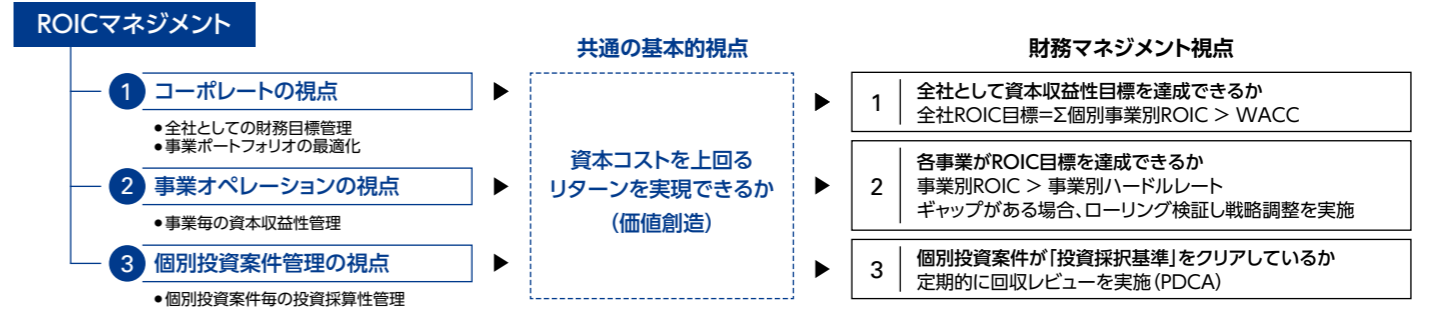 ROICマネジメント
共通の基本的視点
財務マネジメント視点
1 コーポレートの視点
●全社としての財務目標管理
●事業ポートフォリオの最適化
2 事業オペレーションの視点
●事業毎の資本収益性管理
3 個別投資案件管理の視点
●個別投資案件毎の投資採算性管理
資本コストを上回る
リターンを実現できるか
（価値創造）
1
全社として資本収益性目標を達成できるか
全社ROIC目標=Σ個別事業別ROIC > WACC
2
各事業がROIC目標を達成できるか
事業別ROIC > 事業別ハードルレート
ギャップがある場合、ローリング検証し戦略調整を実施
3
個別投資案件が「投資採択基準」をクリアしているか
定期的に回収レビューを実施（PDCA）